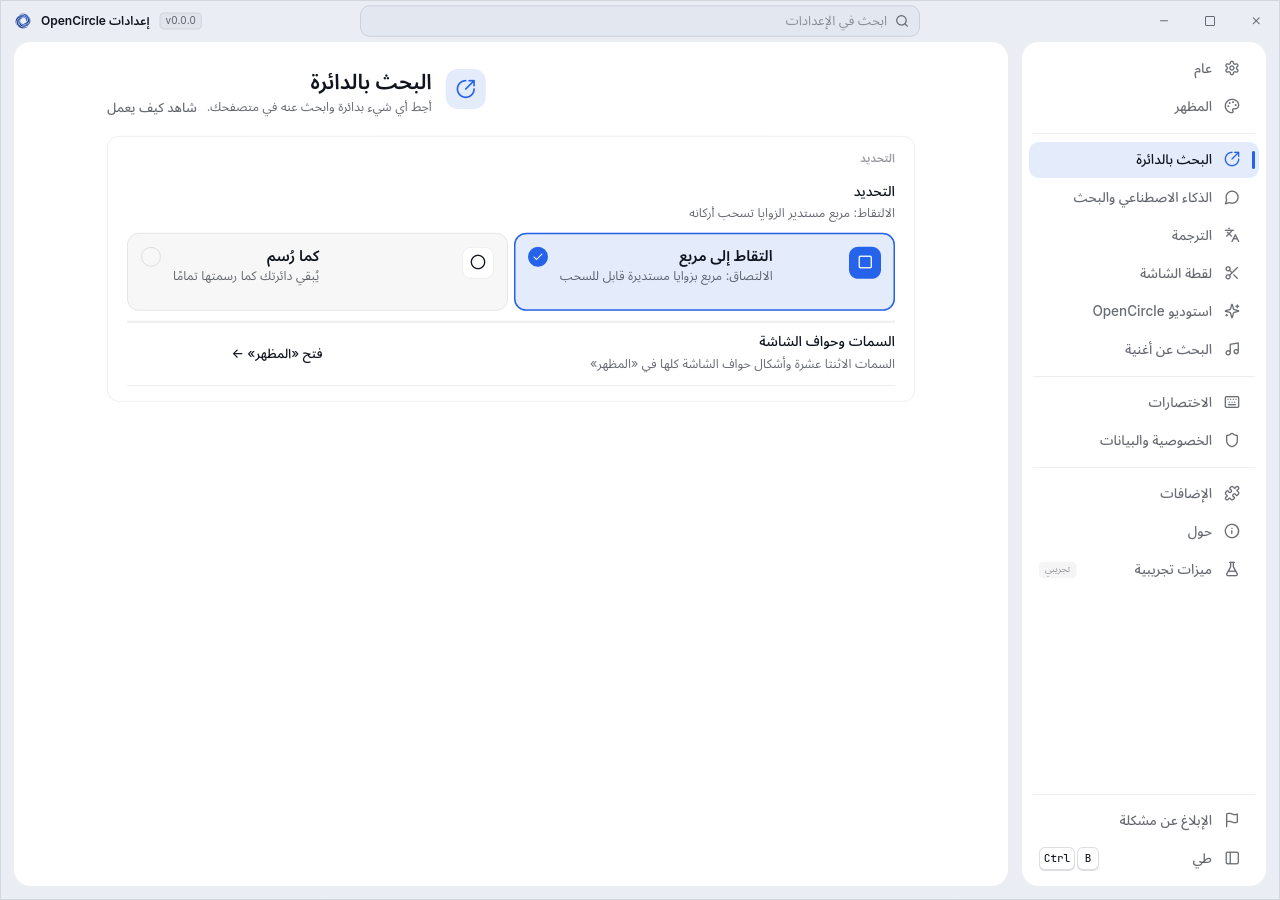 إعدادات OpenCircle
v0.0.0
ابحث في الإعدادات
عام
المظهر
البحث بالدائرة
الذكاء الاصطناعي والبحث
الترجمة
لقطة الشاشة
استوديو OpenCircle
البحث عن أغنية
الاختصارات
الخصوصية والبيانات
الإضافات
حول
ميزات تجريبية
تجريبي
الإبلاغ عن مشكلة
طي
Ctrl B
البحث بالدائرة
أحِط أي شيء بدائرة وابحث عنه في متصفحك. شاهد كيف يعمل
التحديد
التحديد
الالتقاط: مربع مستدير الزوايا تسحب أركانه
التقاط إلى مربع
الالتصاق: مربع بزوايا مستديرة قابل للسحب
كما رُسم
يُبقي دائرتك كما رسمتها تمامًا
السمات وحواف الشاشة
السمات الاثنتا عشرة وأشكال حواف الشاشة كلها في «المظهر»
فتح «المظهر» ←